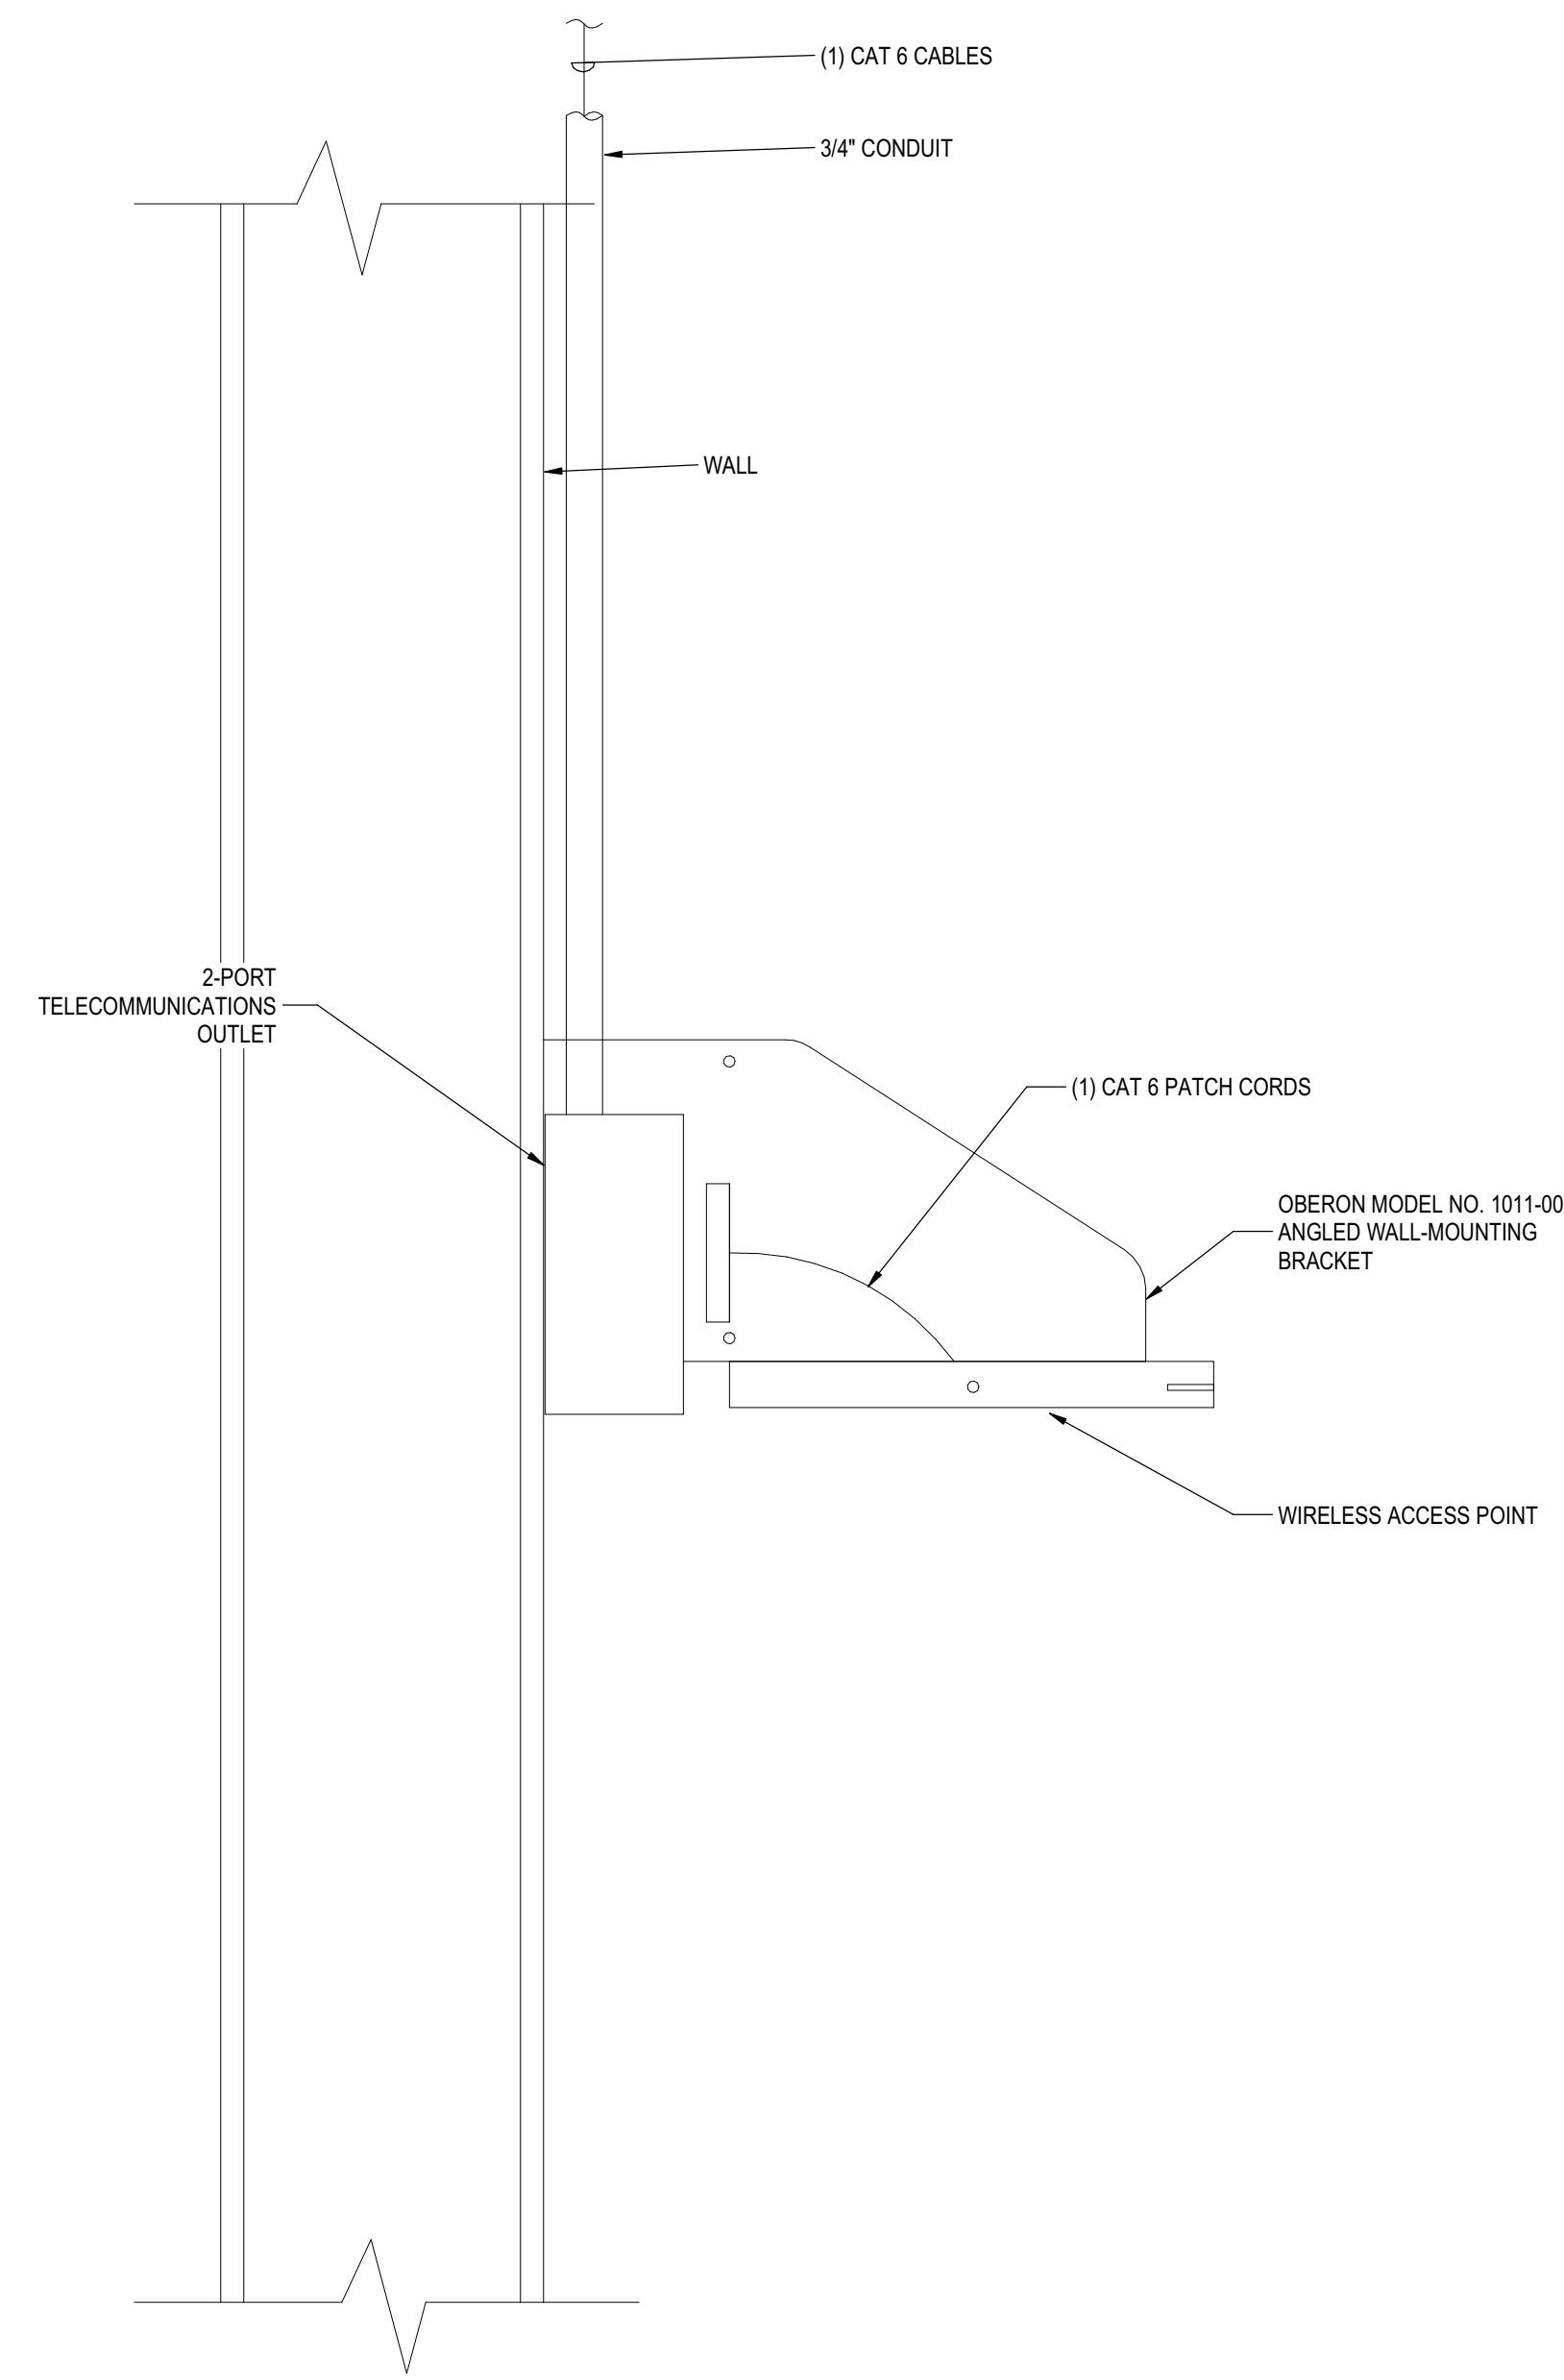 (1) CAT 6 CABLES
3/4" CONDUIT
WALL
2-PORT
TELECOMMUNICATIONS
OUTLET
(1) CAT 6 PATCH CORDS
OBERON MODEL NO. 1011-00
ANGLED WALL-MOUNTING
BRACKET
WIRELESS ACCESS POINT